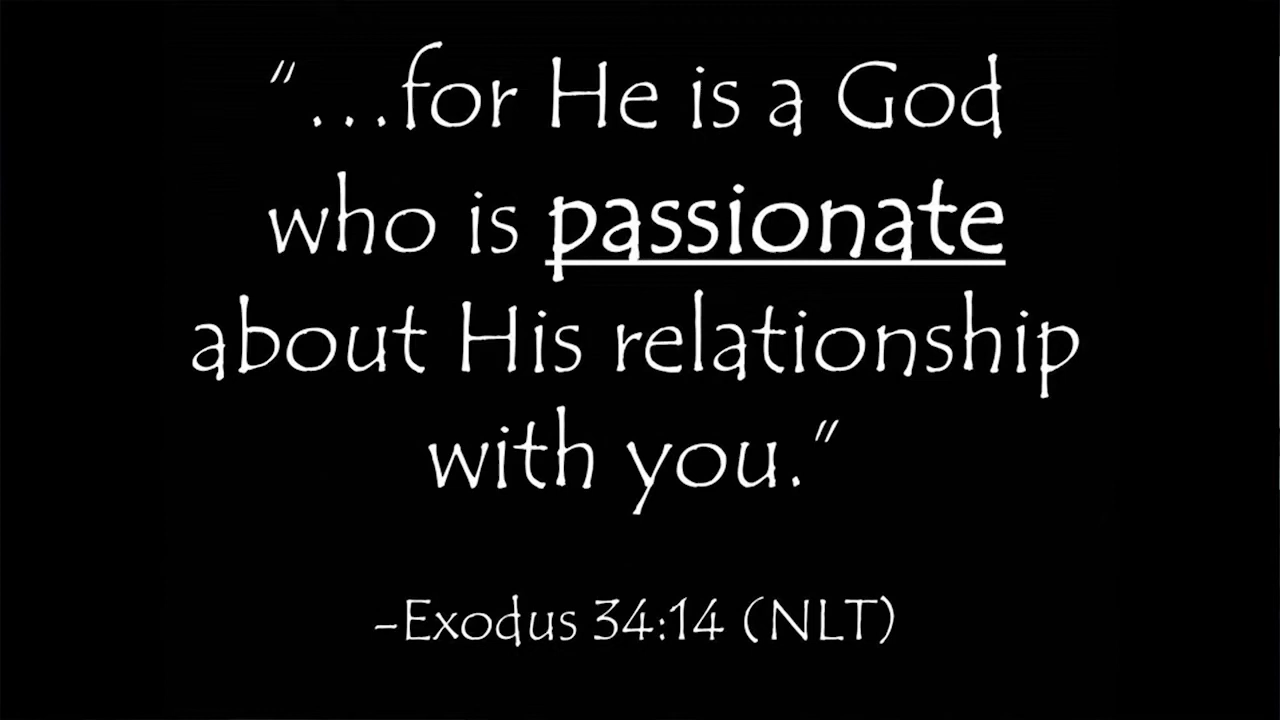 “...for He is a God
who is passionate
about His relationship
with you.”
-Exodus 34:14 (NLT)